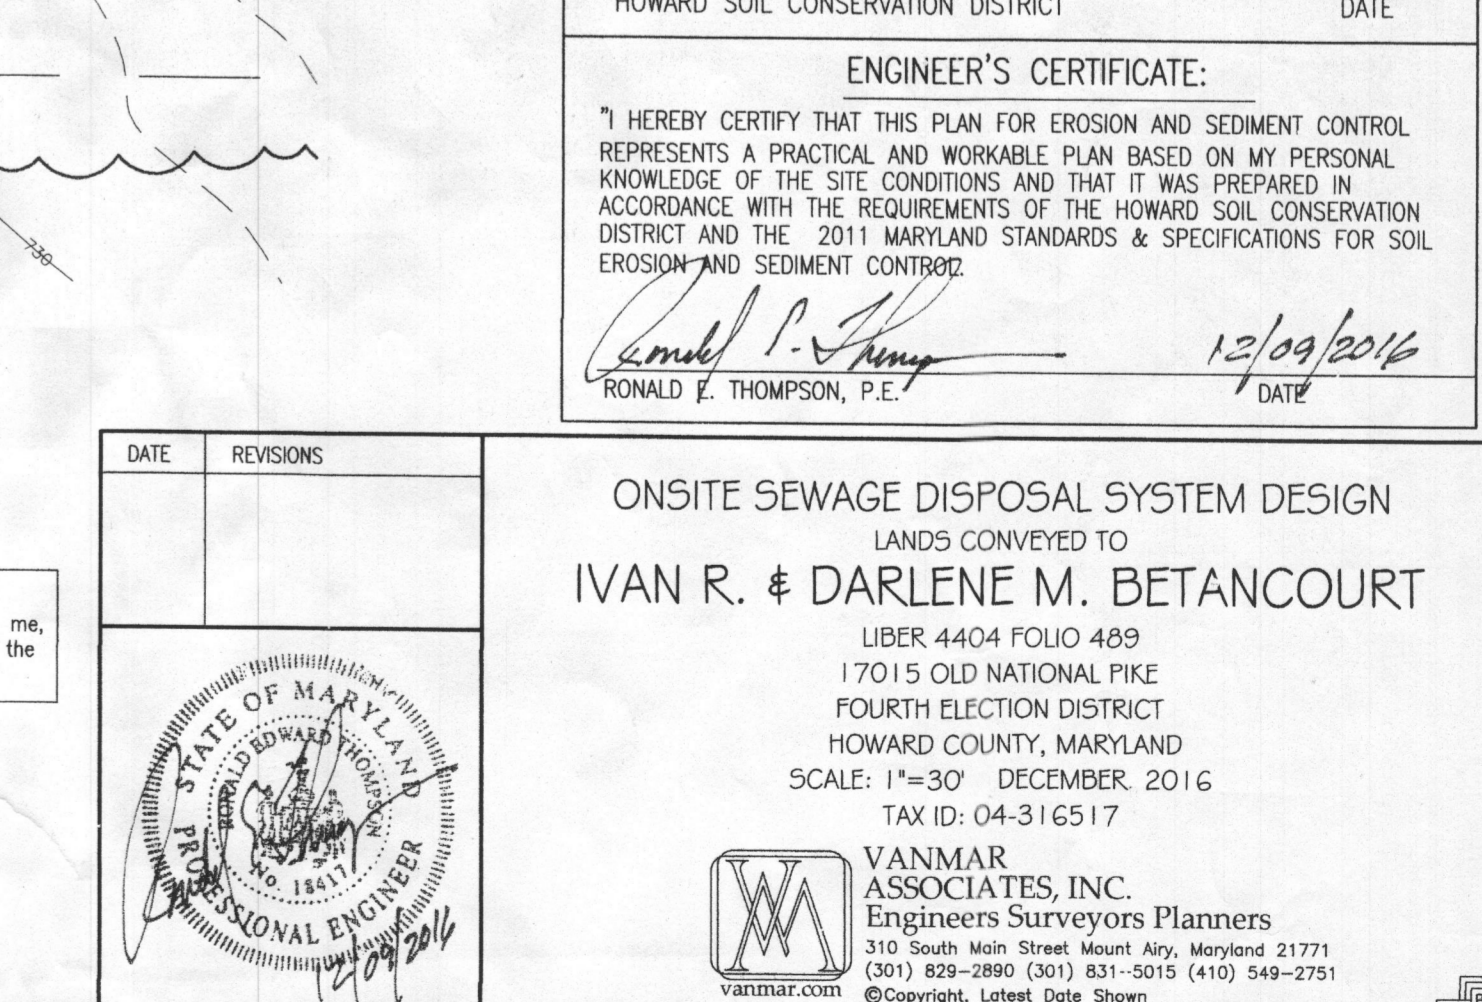 HOWARD SOIL CONSERVATION DISTRICT DATE
ENGINEER'S CERTIFICATE:
"I HEREBY CERTIFY THAT THIS PLAN FOR EROSION AND SEDIMENT CONTROL
REPRESENTS A PRACTICAL AND WORKABLE PLAN BASED ON MY PERSONAL
KNOWLEDGE OF THE SITE CONDITIONS AND THAT IT WAS PREPARED IN
ACCORDANCE WITH THE REQUIREMENTS OF THE HOWARD SOIL CONSERVATION
DISTRICT AND THE 2011 MARYLAND STANDARDS & SPECIFICATIONS FOR SOIL
EROSION AND SEDIMENT CONTROL.
12/09/2016
RONALD E. THOMPSON, P.E. DATE
730
me,
the
DATE REVISIONS
STATE OF MARYLAND
RONALD EDWARD THOMPSON
No. 18417
PROFESSIONAL ENGINEER
12/09/2016
ONSITE SEWAGE DISPOSAL SYSTEM DESIGN
LANDS CONVEYED TO
IVAN R. & DARLENE M. BETANCOURT
LIBER 4404 FOLIO 489
17015 OLD NATIONAL PIKE
FOURTH ELECTION DISTRICT
HOWARD COUNTY, MARYLAND
SCALE: 1"=30' DECEMBER, 2016
TAX ID: 04-316517
VANMAR
ASSOCIATES, INC.
Engineers Surveyors Planners
310 South Main Street Mount Airy, Maryland 21771
(301) 829-2890 (301) 831--5015 (410) 549-2751
©Copyright, Latest Date Shown
vanmar.com